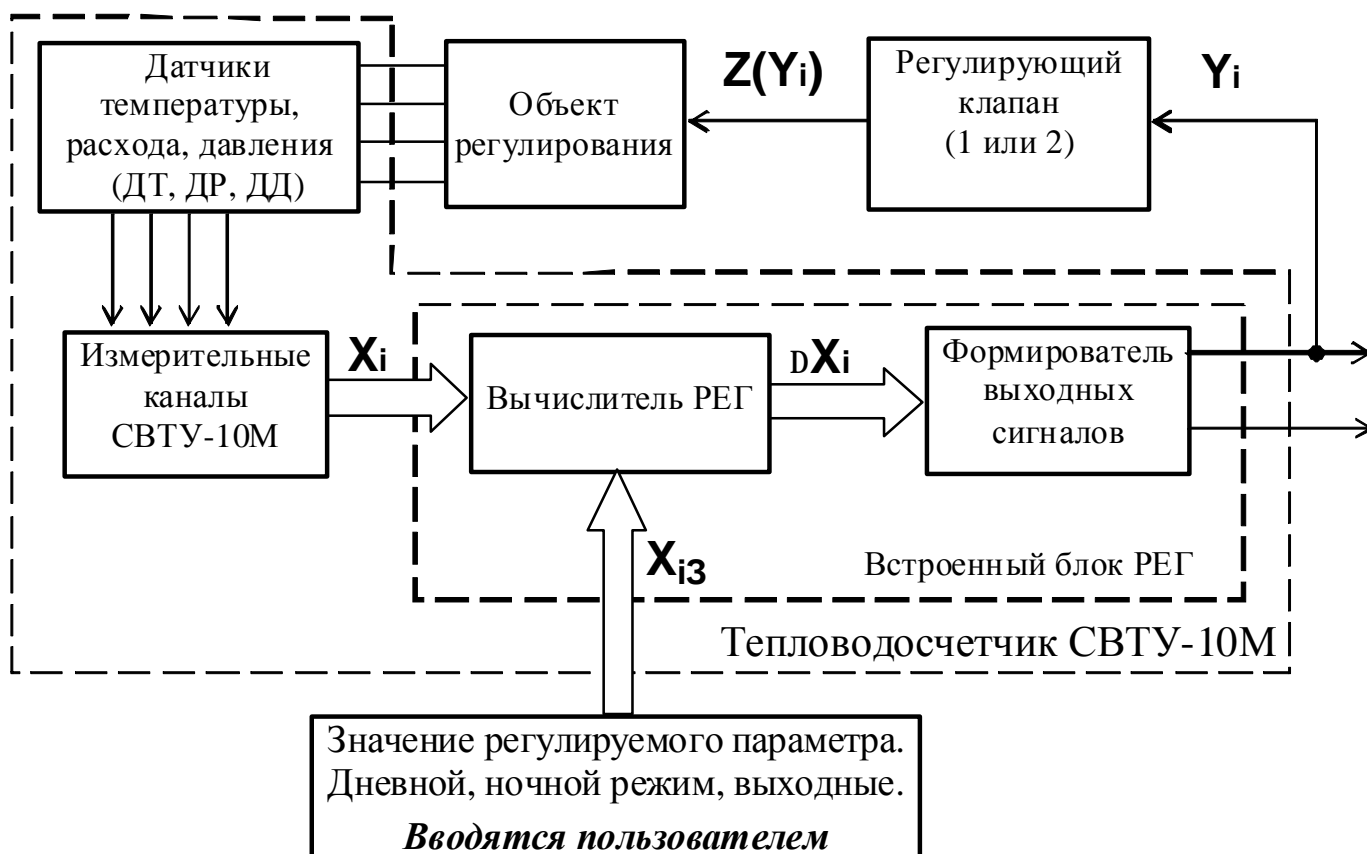 Датчики
температуры,
расхода, давления
(ДТ, ДР, ДД)
Объект
регулирования
Z(Yi)
Регулирующий
клапан
(1 или 2)
Yi
Измерительные
каналы
СВТУ-10М
Xi
Вычислитель РЕГ
DXi
Формирователь
выходных
сигналов
Xi3
Встроенный блок РЕГ
Тепловодосчетчик СВТУ-10М
Значение регулируемого параметра.
Дневной, ночной режим, выходные.
Вводятся пользователем